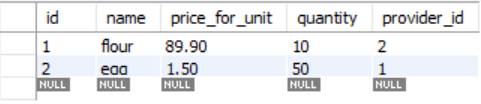 id name price_for_unit quantity provider_id
1 flour 89.90 10 2
2 egg 1.50 50 1
NULL NULL NULL NULL NULL